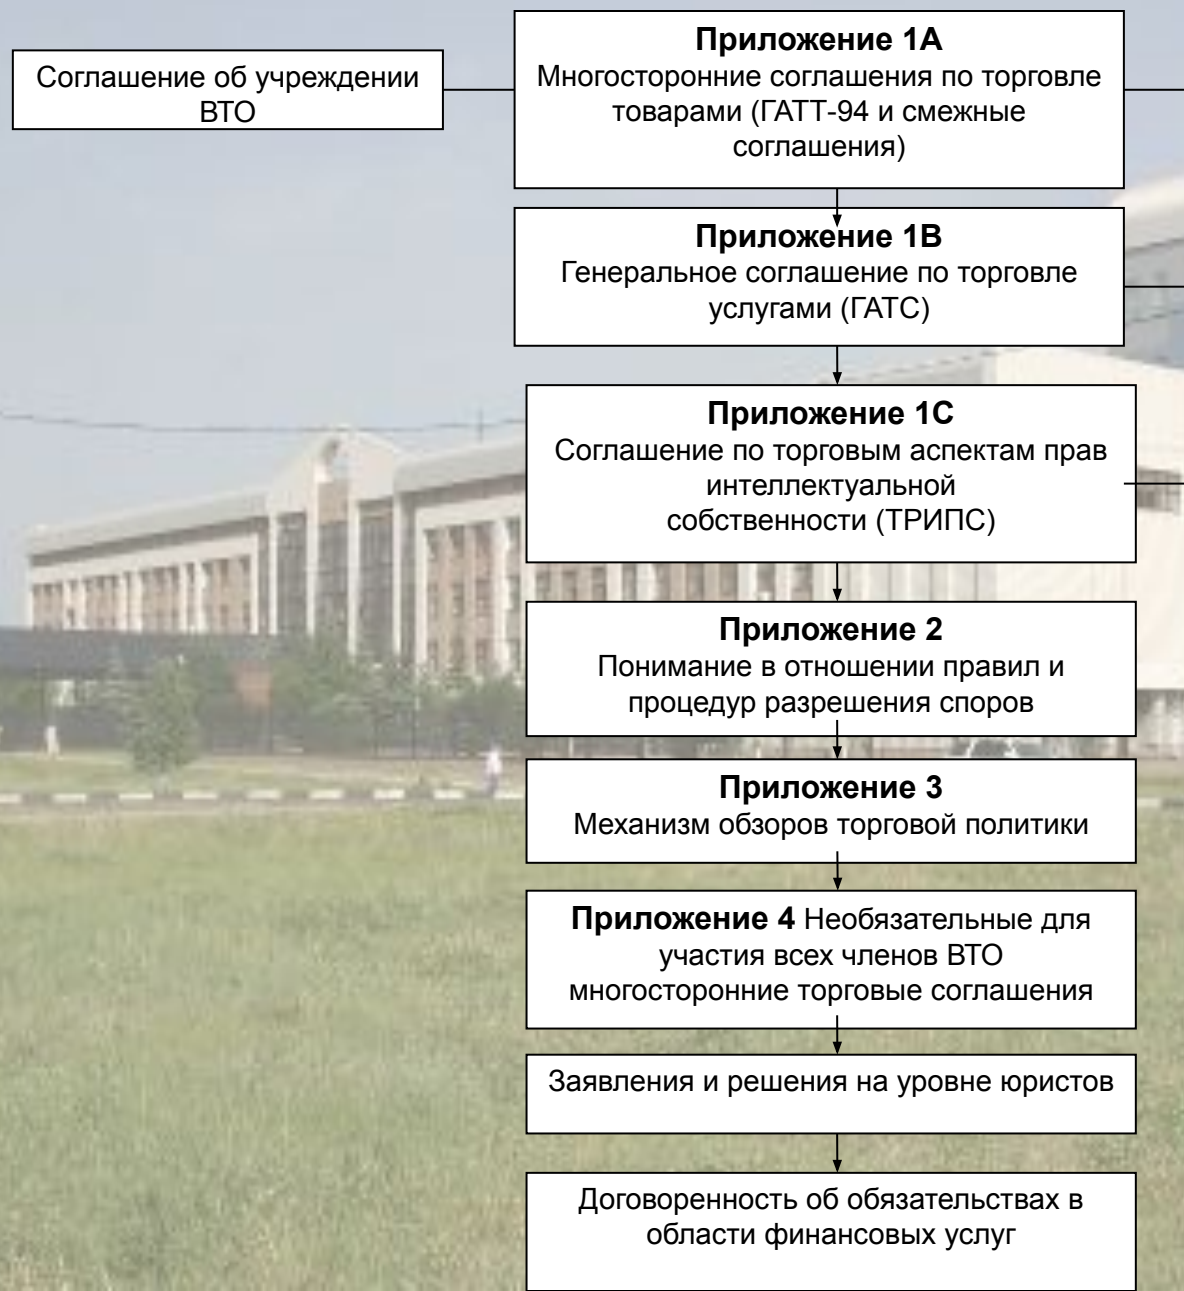 Соглашение об учреждении
ВТО
Приложение 1А
Многосторонние соглашения по торговле
товарами (ГАТТ-94 и смежные
соглашения)
Приложение 1В
Генеральное соглашение по торговле
услугами (ГАТС)
Приложение 1С
Соглашение по торговым аспектам прав
интеллектуальной
собственности (ТРИПС)
Приложение 2
Понимание в отношении правил и
процедур разрешения споров
Приложение 3
Механизм обзоров торговой политики
Приложение 4 Необязательные для
участия всех членов ВТО
многосторонние торговые соглашения
Заявления и решения на уровне юристов
Договоренность об обязательствах в
области финансовых услуг